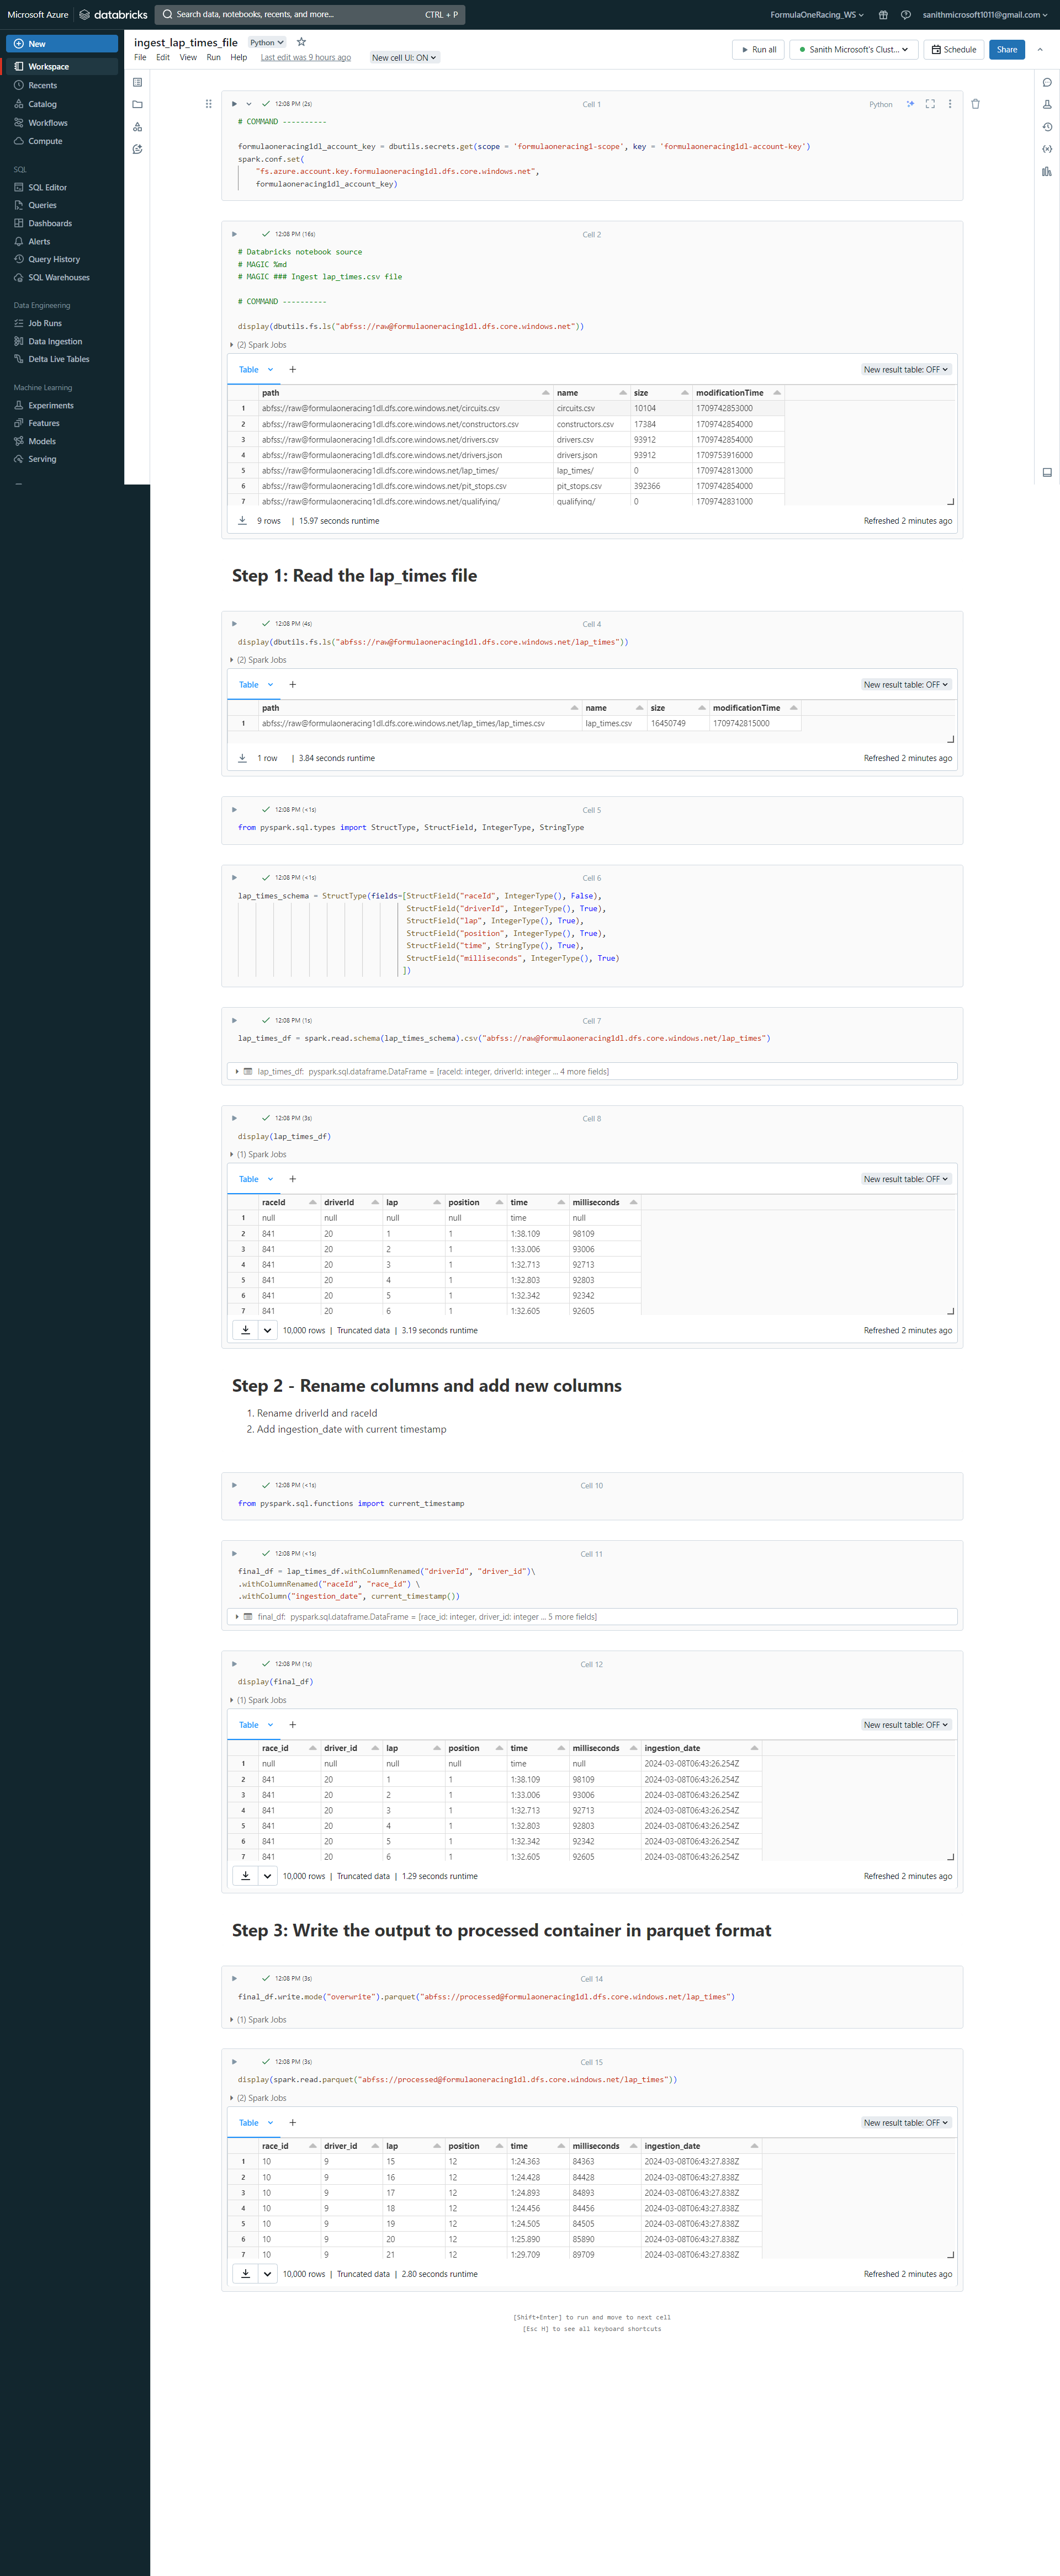 Microsoft Azure databricks Search data, notebooks, recents, and more... CTRL + P FormulaOneRacing_WS sanithmicrosoft1011@gmail.com
New
Workspace
Recents
Catalog
Workflows
Compute
SQL
SQL Editor
Queries
Dashboards
Alerts
Query History
SQL Warehouses
Data Engineering
Job Runs
Data Ingestion
Delta Live Tables
Machine Learning
Experiments
Features
Models
Serving
ingest_lap_times_file Python
File Edit View Run Help Last edit was 9 hours ago New cell UI: ON
Run all Sanith Microsoft's Clust... Schedule Share
12:08 PM (2s) Cell 1 Python
# COMMAND ----------
formulaoneracing1dl_account_key = dbutils.secrets.get(scope = 'formulaoneracing1-scope', key = 'formulaoneracing1dl-account-key')
spark.conf.set(
"fs.azure.account.key.formulaoneracing1dl.dfs.core.windows.net",
formulaoneracing1dl_account_key)
12:08 PM (16s) Cell 2
# Databricks notebook source
# MAGIC %md
# MAGIC ### Ingest lap_times.csv file
# COMMAND ----------
display(dbutils.fs.ls("abfss://raw@formulaoneracing1dl.dfs.core.windows.net"))
(2) Spark Jobs
Table + New result table: OFF
path name size modificationTime
1 abfss://raw@formulaoneracing1dl.dfs.core.windows.net/circuits.csv circuits.csv 10104 1709742853000
2 abfss://raw@formulaoneracing1dl.dfs.core.windows.net/constructors.csv constructors.csv 17384 1709742854000
3 abfss://raw@formulaoneracing1dl.dfs.core.windows.net/drivers.csv drivers.csv 93912 1709742854000
4 abfss://raw@formulaoneracing1dl.dfs.core.windows.net/drivers.json drivers.json 93912 1709753916000
5 abfss://raw@formulaoneracing1dl.dfs.core.windows.net/lap_times/ lap_times/ 0 1709742813000
6 abfss://raw@formulaoneracing1dl.dfs.core.windows.net/pit_stops.csv pit_stops.csv 392366 1709742854000
7 abfss://raw@formulaoneracing1dl.dfs.core.windows.net/qualifying/ qualifying/ 0 1709742831000
9 rows | 15.97 seconds runtime Refreshed 2 minutes ago
Step 1: Read the lap_times file
12:08 PM (4s) Cell 4
display(dbutils.fs.ls("abfss://raw@formulaoneracing1dl.dfs.core.windows.net/lap_times"))
(2) Spark Jobs
Table + New result table: OFF
path name size modificationTime
1 abfss://raw@formulaoneracing1dl.dfs.core.windows.net/lap_times/lap_times.csv lap_times.csv 16450749 1709742815000
1 row | 3.84 seconds runtime Refreshed 2 minutes ago
12:08 PM (<1s) Cell 5
from pyspark.sql.types import StructType, StructField, IntegerType, StringType
12:08 PM (<1s) Cell 6
lap_times_schema = StructType(fields=[StructField("raceId", IntegerType(), False),
StructField("driverId", IntegerType(), True),
StructField("lap", IntegerType(), True),
StructField("position", IntegerType(), True),
StructField("time", StringType(), True),
StructField("milliseconds", IntegerType(), True)
])
12:08 PM (1s) Cell 7
lap_times_df = spark.read.schema(lap_times_schema).csv("abfss://raw@formulaoneracing1dl.dfs.core.windows.net/lap_times")
lap_times_df: pyspark.sql.dataframe.DataFrame = [raceId: integer, driverId: integer ... 4 more fields]
12:08 PM (3s) Cell 8
display(lap_times_df)
(1) Spark Jobs
Table + New result table: OFF
raceId driverId lap position time milliseconds
1 null null null null time null
2 841 20 1 1 1:38.109 98109
3 841 20 2 1 1:33.006 93006
4 841 20 3 1 1:32.713 92713
5 841 20 4 1 1:32.803 92803
6 841 20 5 1 1:32.342 92342
7 841 20 6 1 1:32.605 92605
10,000 rows | Truncated data | 3.19 seconds runtime Refreshed 2 minutes ago
Step 2 - Rename columns and add new columns
1. Rename driverId and raceId
2. Add ingestion_date with current timestamp
12:08 PM (<1s) Cell 10
from pyspark.sql.functions import current_timestamp
12:08 PM (<1s) Cell 11
final_df = lap_times_df.withColumnRenamed("driverId", "driver_id")\
.withColumnRenamed("raceId", "race_id") \
.withColumn("ingestion_date", current_timestamp())
final_df: pyspark.sql.dataframe.DataFrame = [race_id: integer, driver_id: integer ... 5 more fields]
12:08 PM (1s) Cell 12
display(final_df)
(1) Spark Jobs
Table + New result table: OFF
race_id driver_id lap position time milliseconds ingestion_date
1 null null null null time null 2024-03-08T06:43:26.254Z
2 841 20 1 1 1:38.109 98109 2024-03-08T06:43:26.254Z
3 841 20 2 1 1:33.006 93006 2024-03-08T06:43:26.254Z
4 841 20 3 1 1:32.713 92713 2024-03-08T06:43:26.254Z
5 841 20 4 1 1:32.803 92803 2024-03-08T06:43:26.254Z
6 841 20 5 1 1:32.342 92342 2024-03-08T06:43:26.254Z
7 841 20 6 1 1:32.605 92605 2024-03-08T06:43:26.254Z
10,000 rows | Truncated data | 1.29 seconds runtime Refreshed 2 minutes ago
Step 3: Write the output to processed container in parquet format
12:08 PM (3s) Cell 14
final_df.write.mode("overwrite").parquet("abfss://processed@formulaoneracing1dl.dfs.core.windows.net/lap_times")
(1) Spark Jobs
12:08 PM (3s) Cell 15
display(spark.read.parquet("abfss://processed@formulaoneracing1dl.dfs.core.windows.net/lap_times"))
(2) Spark Jobs
Table + New result table: OFF
race_id driver_id lap position time milliseconds ingestion_date
1 10 9 15 12 1:24.363 84363 2024-03-08T06:43:27.838Z
2 10 9 16 12 1:24.428 84428 2024-03-08T06:43:27.838Z
3 10 9 17 12 1:24.893 84893 2024-03-08T06:43:27.838Z
4 10 9 18 12 1:24.456 84456 2024-03-08T06:43:27.838Z
5 10 9 19 12 1:24.505 84505 2024-03-08T06:43:27.838Z
6 10 9 20 12 1:25.890 85890 2024-03-08T06:43:27.838Z
7 10 9 21 12 1:29.709 89709 2024-03-08T06:43:27.838Z
10,000 rows | Truncated data | 2.80 seconds runtime Refreshed 2 minutes ago
[Shift+Enter] to run and move to next cell
[Esc H] to see all keyboard shortcuts